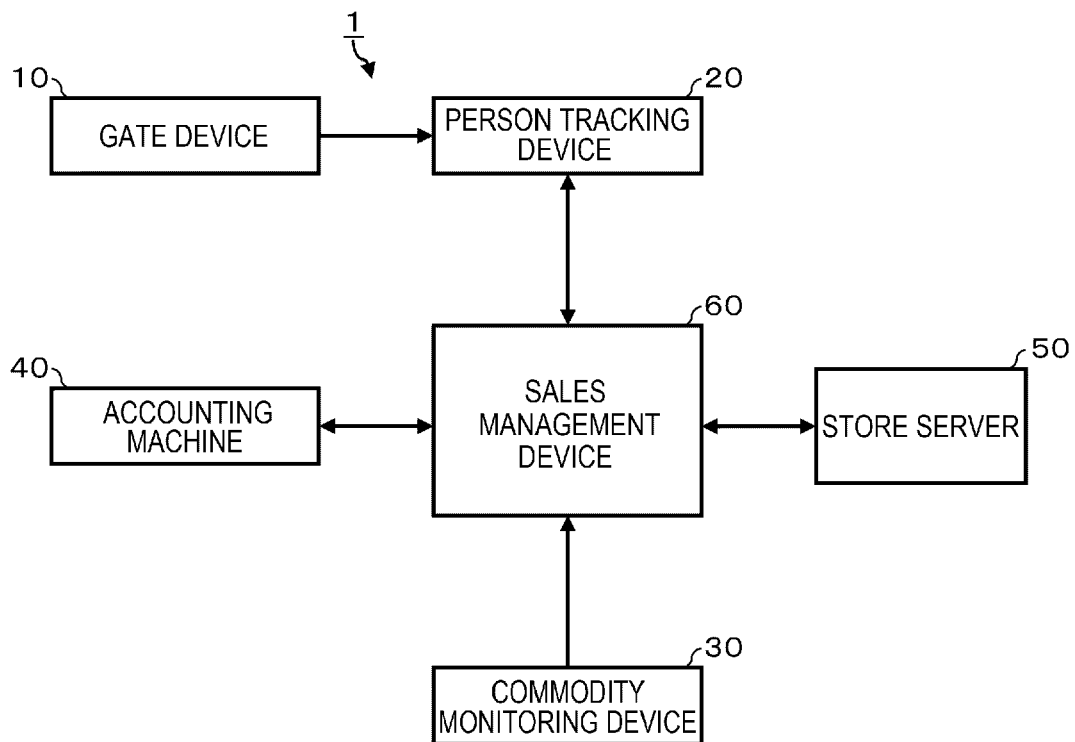 1
10
20
GATE DEVICE
PERSON TRACKING
DEVICE
60
40
50
ACCOUNTING
MACHINE
SALES
MANAGEMENT
DEVICE
STORE SERVER
30
COMMODITY
MONITORING DEVICE